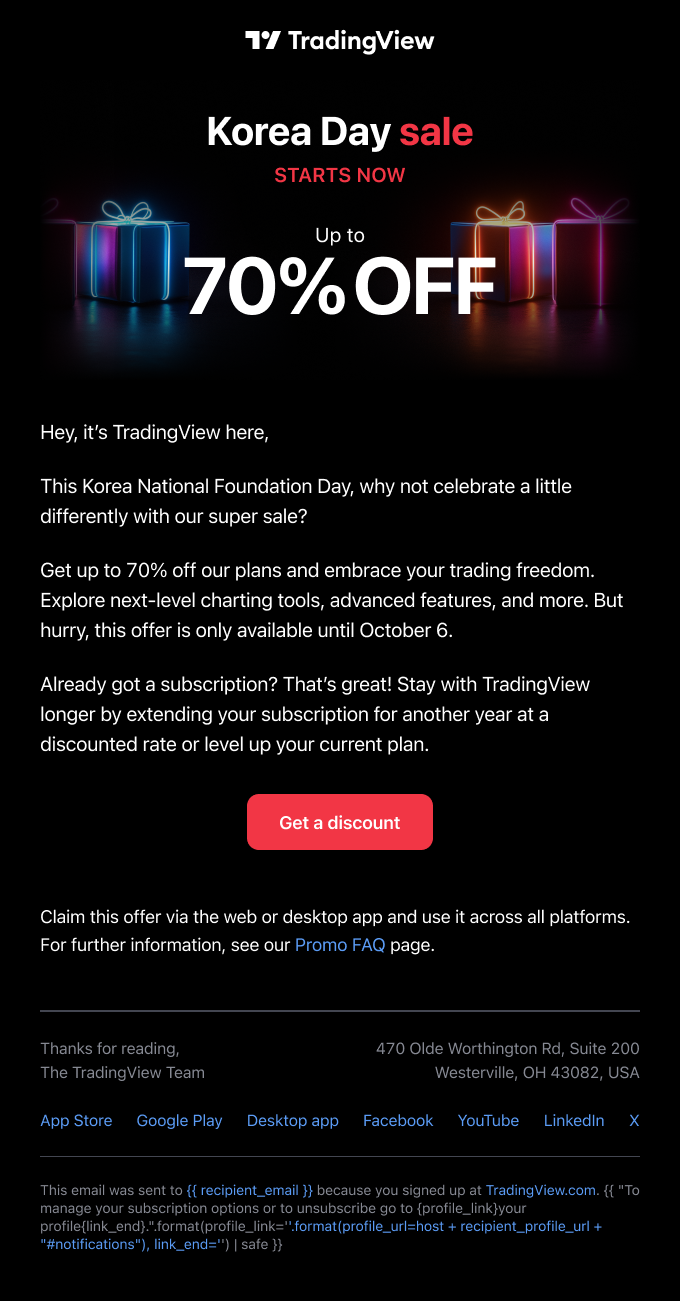 TradingView
Korea Day sale
STARTS NOW
Up to
70% OFF
Hey, it’s TradingView here,
This Korea National Foundation Day, why not celebrate a little
differently with our super sale?
Get up to 70% off our plans and embrace your trading freedom.
Explore next-level charting tools, advanced features, and more. But
hurry, this offer is only available until October 6.
Already got a subscription? That’s great! Stay with TradingView
longer by extending your subscription for another year at a
discounted rate or level up your current plan.
Get a discount
Claim this offer via the web or desktop app and use it across all platforms.
For further information, see our Promo FAQ page.
Thanks for reading,
The TradingView Team
470 Olde Worthington Rd, Suite 200
Westerville, OH 43082, USA
App Store Google Play Desktop app Facebook YouTube LinkedIn X
This email was sent to {{ recipient_email }} because you signed up at TradingView.com. {{ "To
manage your subscription options or to unsubscribe go to {profile_link}your
profile{link_end}.".format(profile_link=''.format(profile_url=host + recipient_profile_url +
"#notifications"), link_end='') | safe }}